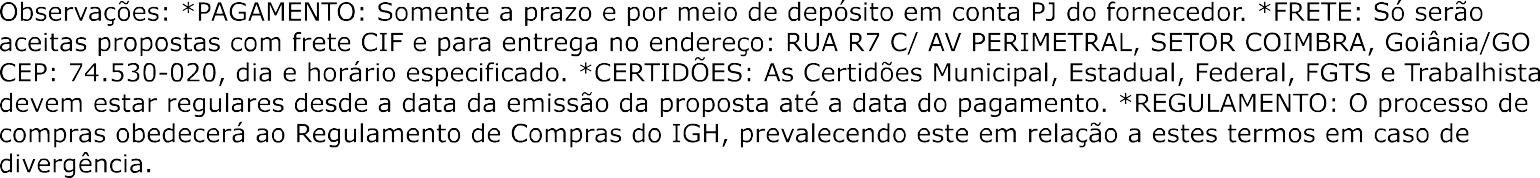 Observações: *PAGAMENTO: Somente a prazo e por meio de depósito em conta PJ do fornecedor. *FRETE: Só serão
aceitas propostas com frete CIF e para entrega no endereço: RUA R7 C/ AV PERIMETRAL, SETOR COIMBRA, Goiânia/GO
CEP: 74.530-020, dia e horário especificado. *CERTIDÕES: As Certidões Municipal, Estadual, Federal, FGTS e Trabalhista
devem estar regulares desde a data da emissão da proposta até a data do pagamento. *REGULAMENTO: O processo de
compras obedecerá ao Regulamento de Compras do IGH, prevalecendo este em relação a estes termos em caso de
divergência.